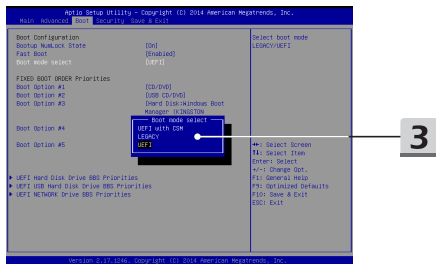 Aptio Setup Utility - Copyright (C) 2014 American Megatrends, Inc.
Main Advanced Boot Security Save & Exit
Boot Configuration
Bootup NumLock State [On]
Fast Boot [Enabled]
Boot mode select [UEFI]
FIXED BOOT ORDER Priorities
Boot Option #1 [CD/DVD]
Boot Option #2 [USB CD/DVD]
Boot Option #3 [Hard Disk:Windows Boot
Manager (KINGSTON
Boot mode select
UEFI with CSM
LEGACY
UEFI
Boot Option #4
Boot Option #5
UEFI Hard Disk Drive BBS Priorities
UEFI USB Hard Disk Drive BBS Priorities
UEFI NETWORK Drive BBS Priorities
Select boot mode
LEGACY/UEFI
→←: Select Screen
↑↓: Select Item
Enter: Select
+/-: Change Opt.
F1: General Help
F9: Optimized Defaults
F10: Save & Exit
ESC: Exit
Version 2.17.1246. Copyright (C) 2014 American Megatrends, Inc.
3